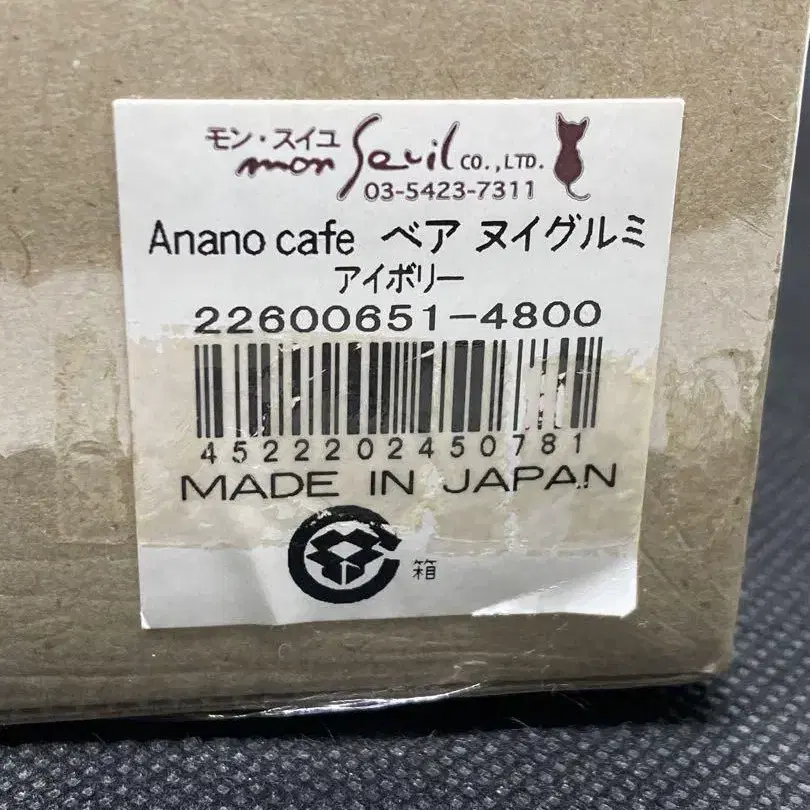 モン・スイユ
mon Seuil CO.,LTD.
03-5423-7311
Anano cafe ベア ヌイグルミ
アイボリー
22600651-4800
4522202450781
MADE IN JAPAN
箱